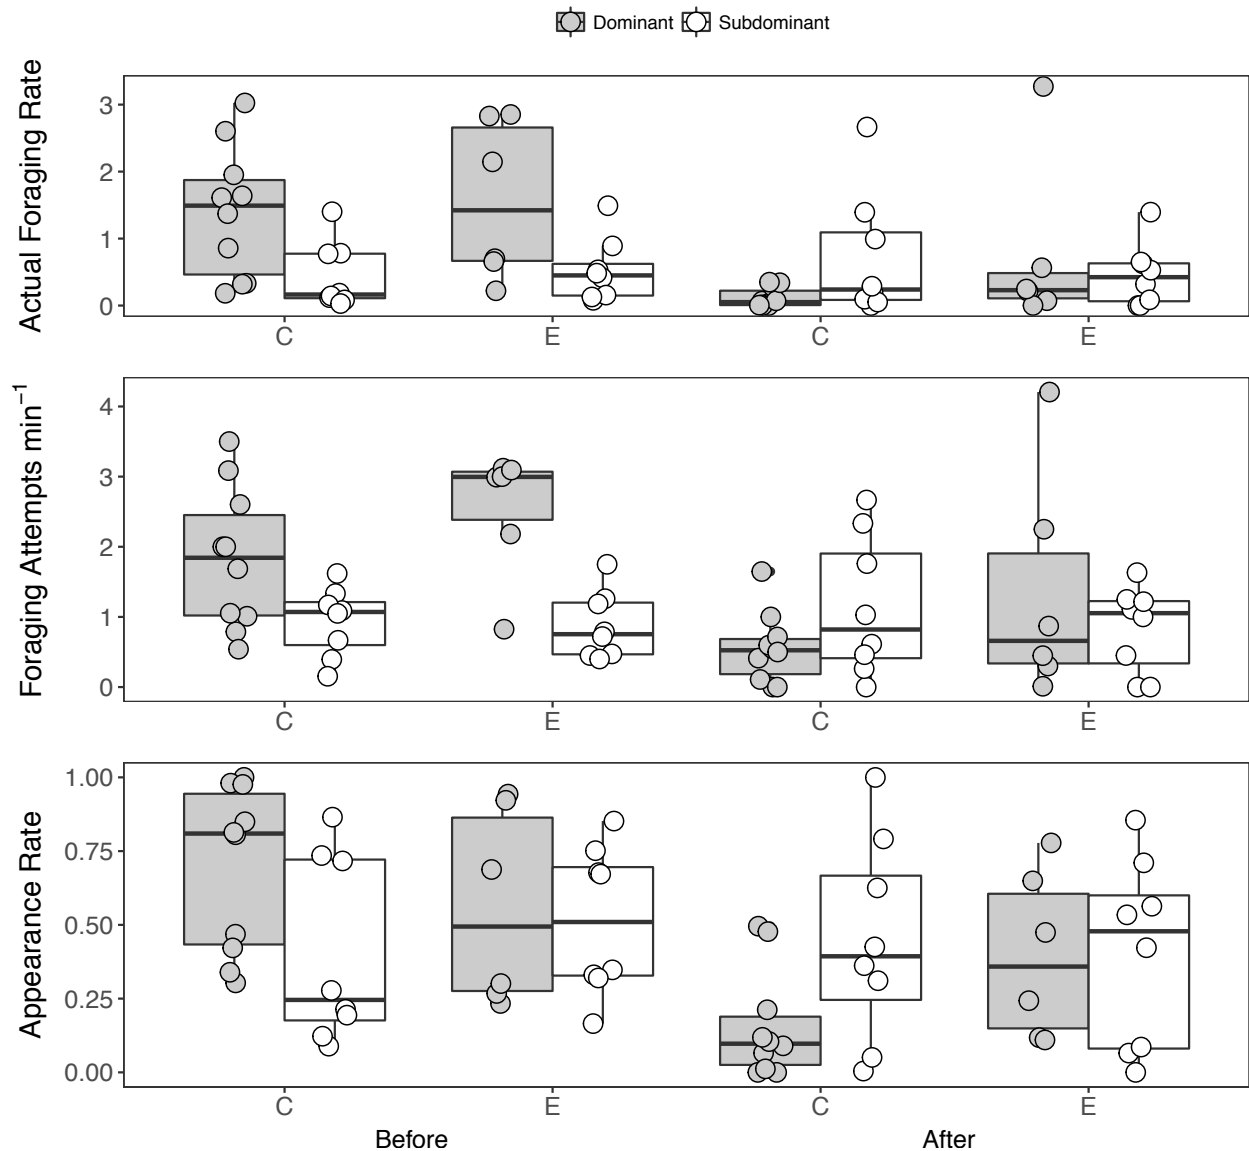 Dominant Subdominant
Actual Foraging Rate
3
2
1
0
C E C E
Foraging Attempts min⁻¹
4
3
2
1
0
C E C E
Appearance Rate
1.00
0.75
0.50
0.25
0.00
C E C E
Before After